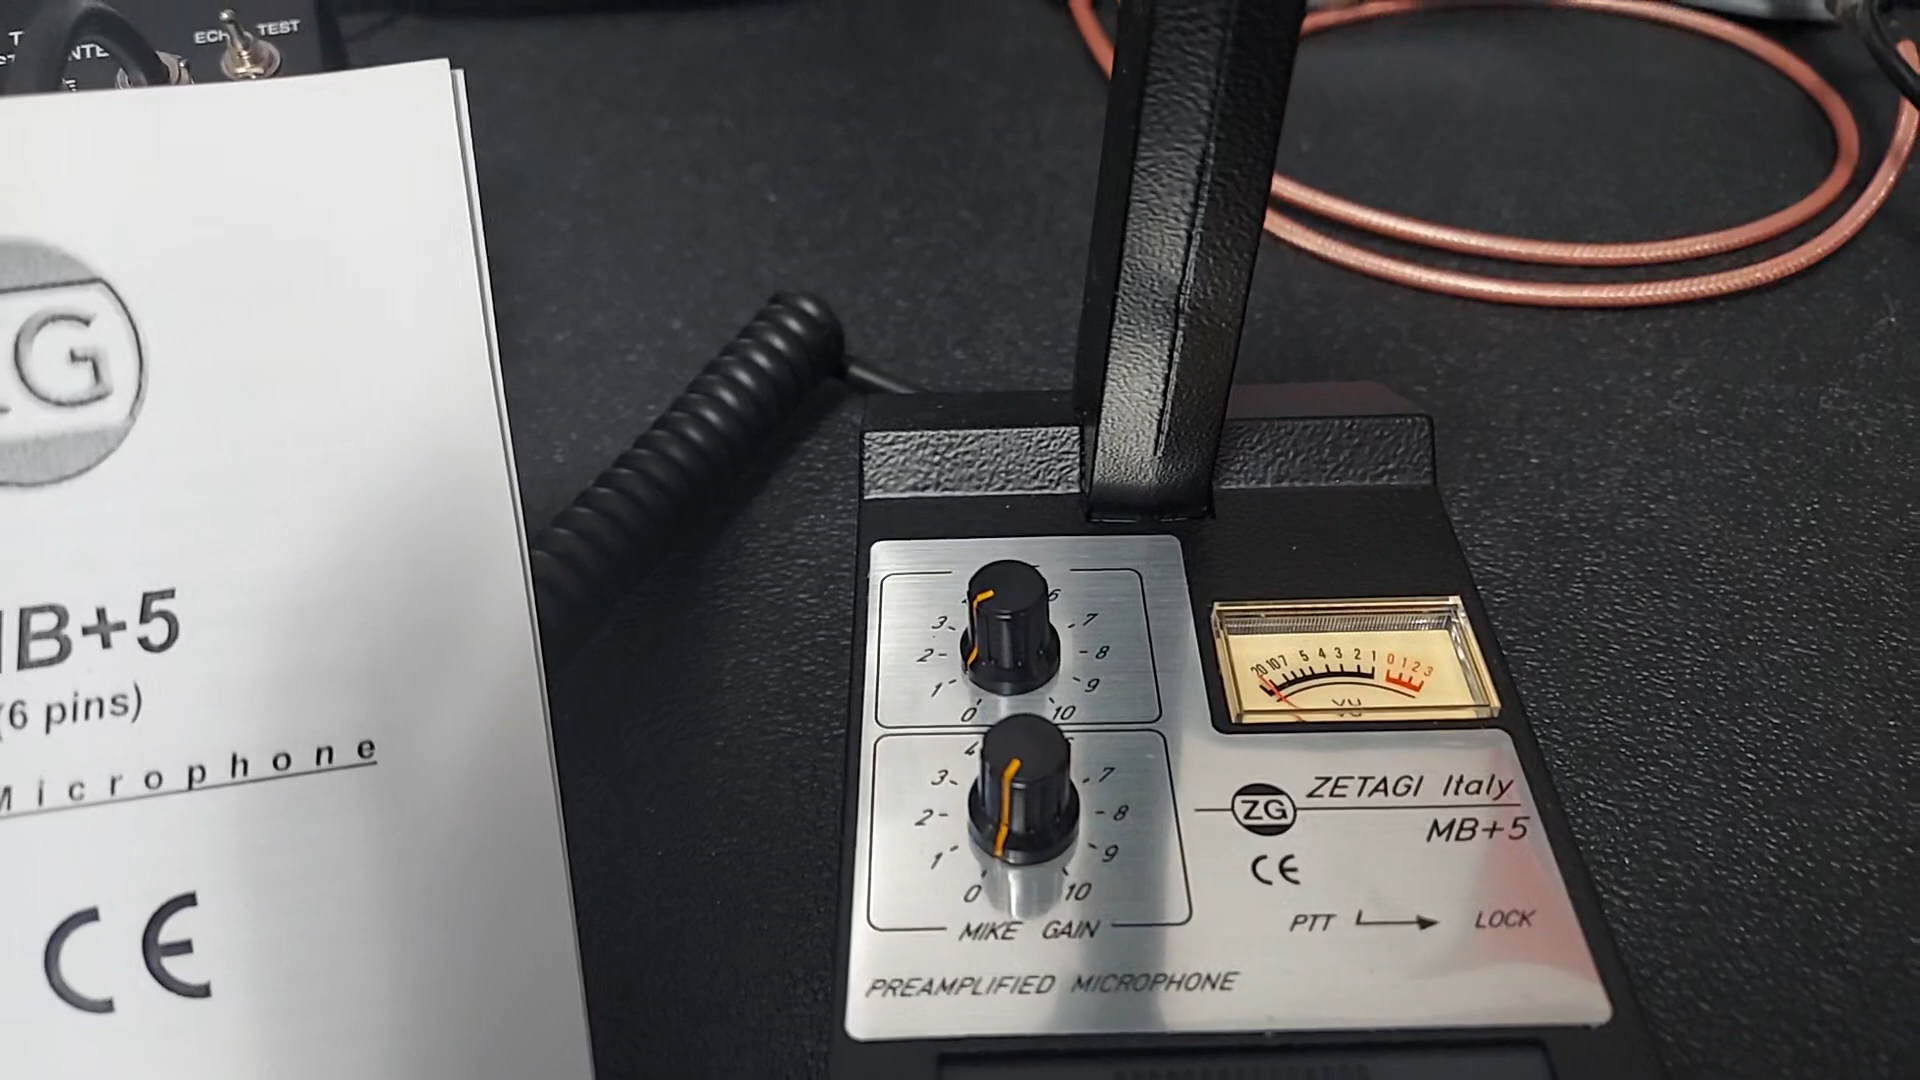 ECHO TEST
ZG
MB+5
(6 pins)
Microphone
CE
6
3 7
2 8
1 9
0 10
4
3 7
2 8
1 9
0 10
MIKE GAIN
PREAMPLIFIED MICROPHONE
20 10 7 5 4 3 2 1 0 1 2 3
VU
ZG ZETAGI Italy
MB+5
CE
PTT LOCK